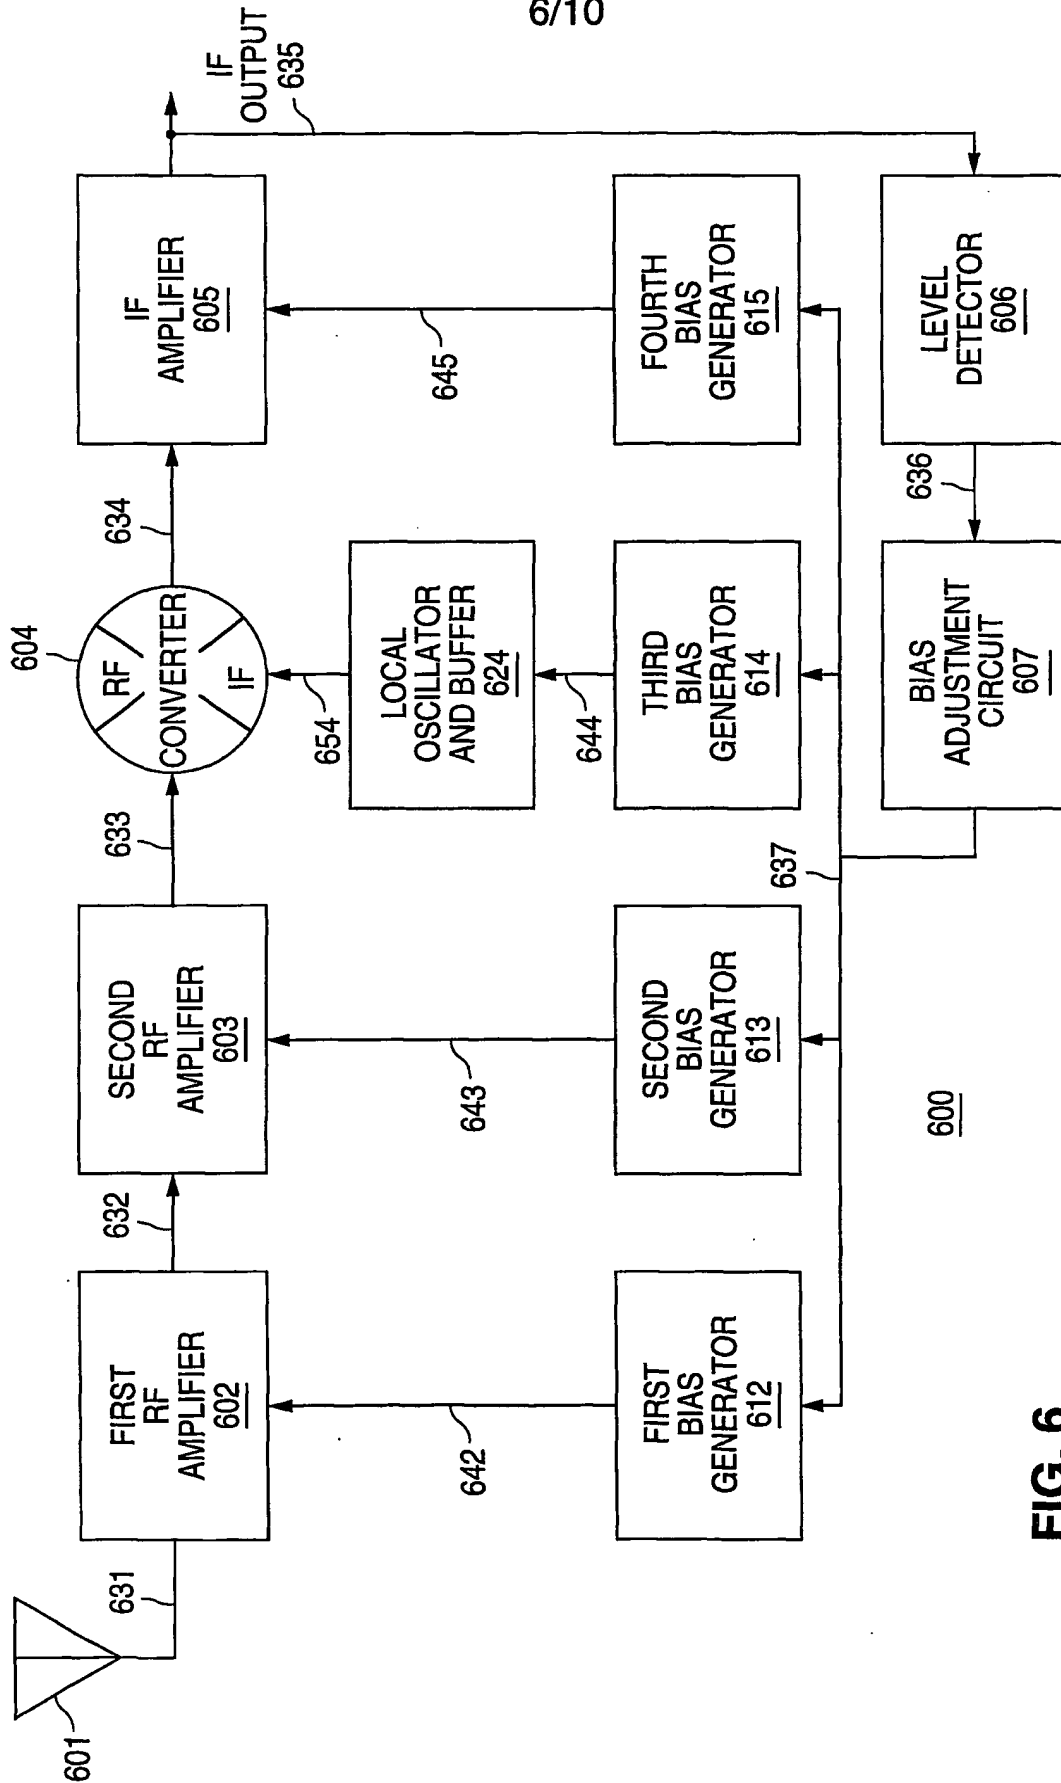 6/10
601
631
FIRST
RF
AMPLIFIER
602
632
SECOND
RF
AMPLIFIER
603
633
604
RF
CONVERTER
IF
634
IF
AMPLIFIER
605
IF
OUTPUT
635
642
643
654
LOCAL
OSCILLATOR
AND BUFFER
624
644
645
FIRST
BIAS
GENERATOR
612
SECOND
BIAS
GENERATOR
613
THIRD
BIAS
GENERATOR
614
FOURTH
BIAS
GENERATOR
615
637
BIAS
ADJUSTMENT
CIRCUIT
607
636
LEVEL
DETECTOR
606
600
FIG. 6